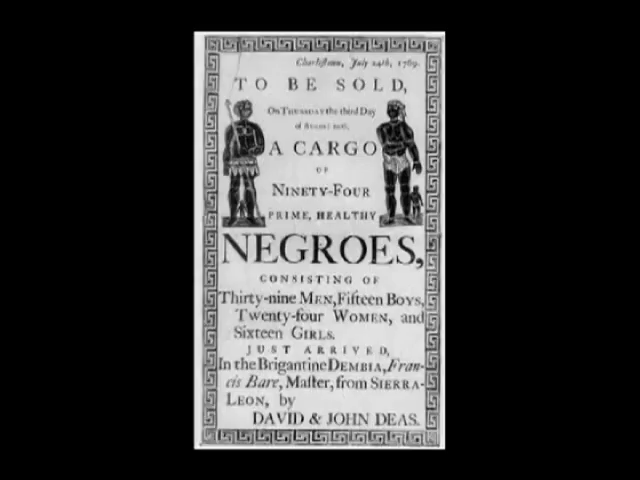 Charlestown, July 24th, 1769.
TO BE SOLD,
On THURSDAY the third Day
of AUGUST next,
A CARGO
OF
NINETY-FOUR
PRIME, HEALTHY
NEGROES,
CONSISTING OF
Thirty-nine MEN, Fifteen BOYS,
Twenty-four WOMEN, and
Sixteen GIRLS.
JUST ARRIVED,
In the Brigantine DEMBIA, Fran-
cis Bare, Maſter, from SIERRA-
LEON, by
DAVID & JOHN DEAS.